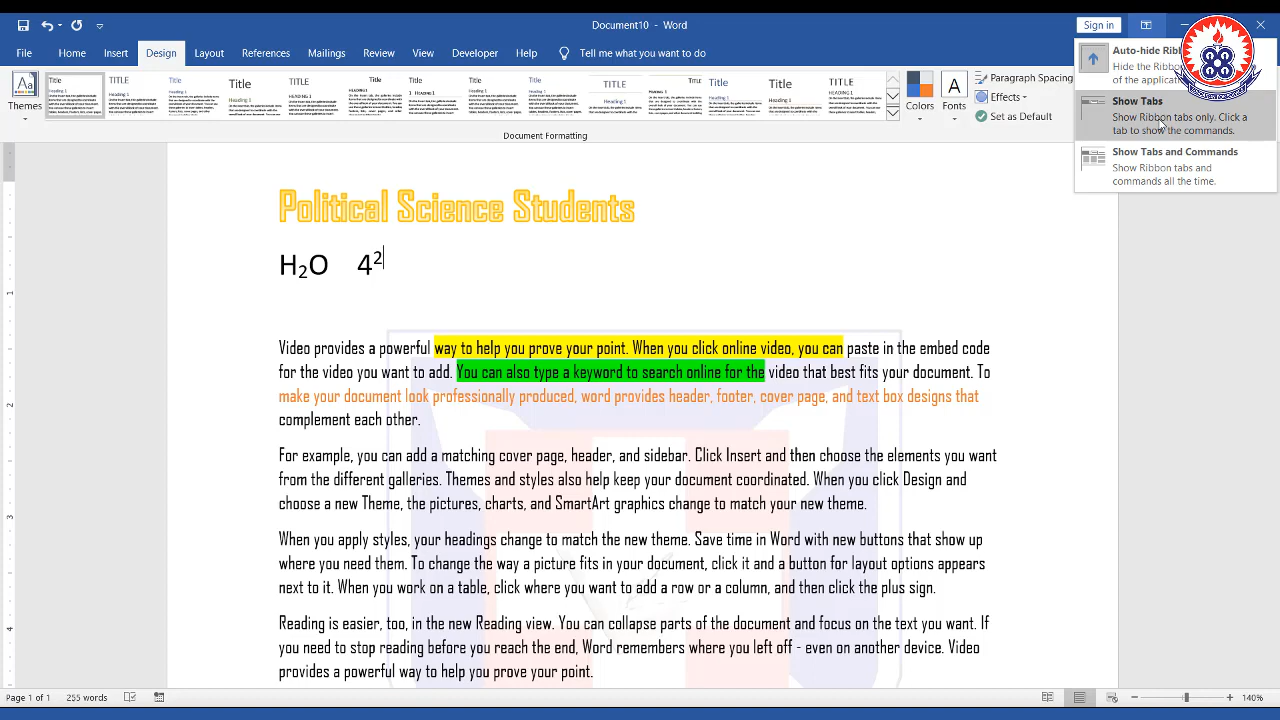 Document10 - Word
Sign in
File Home Insert Design Layout References Mailings Review View Developer Help Tell me what you want to do
Themes
Colors
Fonts
Paragraph Spacing
Effects
Set as Default
Document Formatting
Auto-hide Ribb
Hide the Ribbo
of the applica
Show Tabs
Show Ribbon tabs only. Click a
tab to show the commands.
Show Tabs and Commands
Show Ribbon tabs and
commands all the time.
Political Science Students
H₂O 4²
Video provides a powerful way to help you prove your point. When you click online video, you can paste in the embed code
for the video you want to add. You can also type a keyword to search online for the video that best fits your document. To
make your document look professionally produced, word provides header, footer, cover page, and text box designs that
complement each other.
For example, you can add a matching cover page, header, and sidebar. Click Insert and then choose the elements you want
from the different galleries. Themes and styles also help keep your document coordinated. When you click Design and
choose a new Theme, the pictures, charts, and SmartArt graphics change to match your new theme.
When you apply styles, your headings change to match the new theme. Save time in Word with new buttons that show up
where you need them. To change the way a picture fits in your document, click it and a button for layout options appears
next to it. When you work on a table, click where you want to add a row or a column, and then click the plus sign.
Reading is easier, too, in the new Reading view. You can collapse parts of the document and focus on the text you want. If
you need to stop reading before you reach the end, Word remembers where you left off - even on another device. Video
provides a powerful way to help you prove your point.
Page 1 of 1 255 words 140%